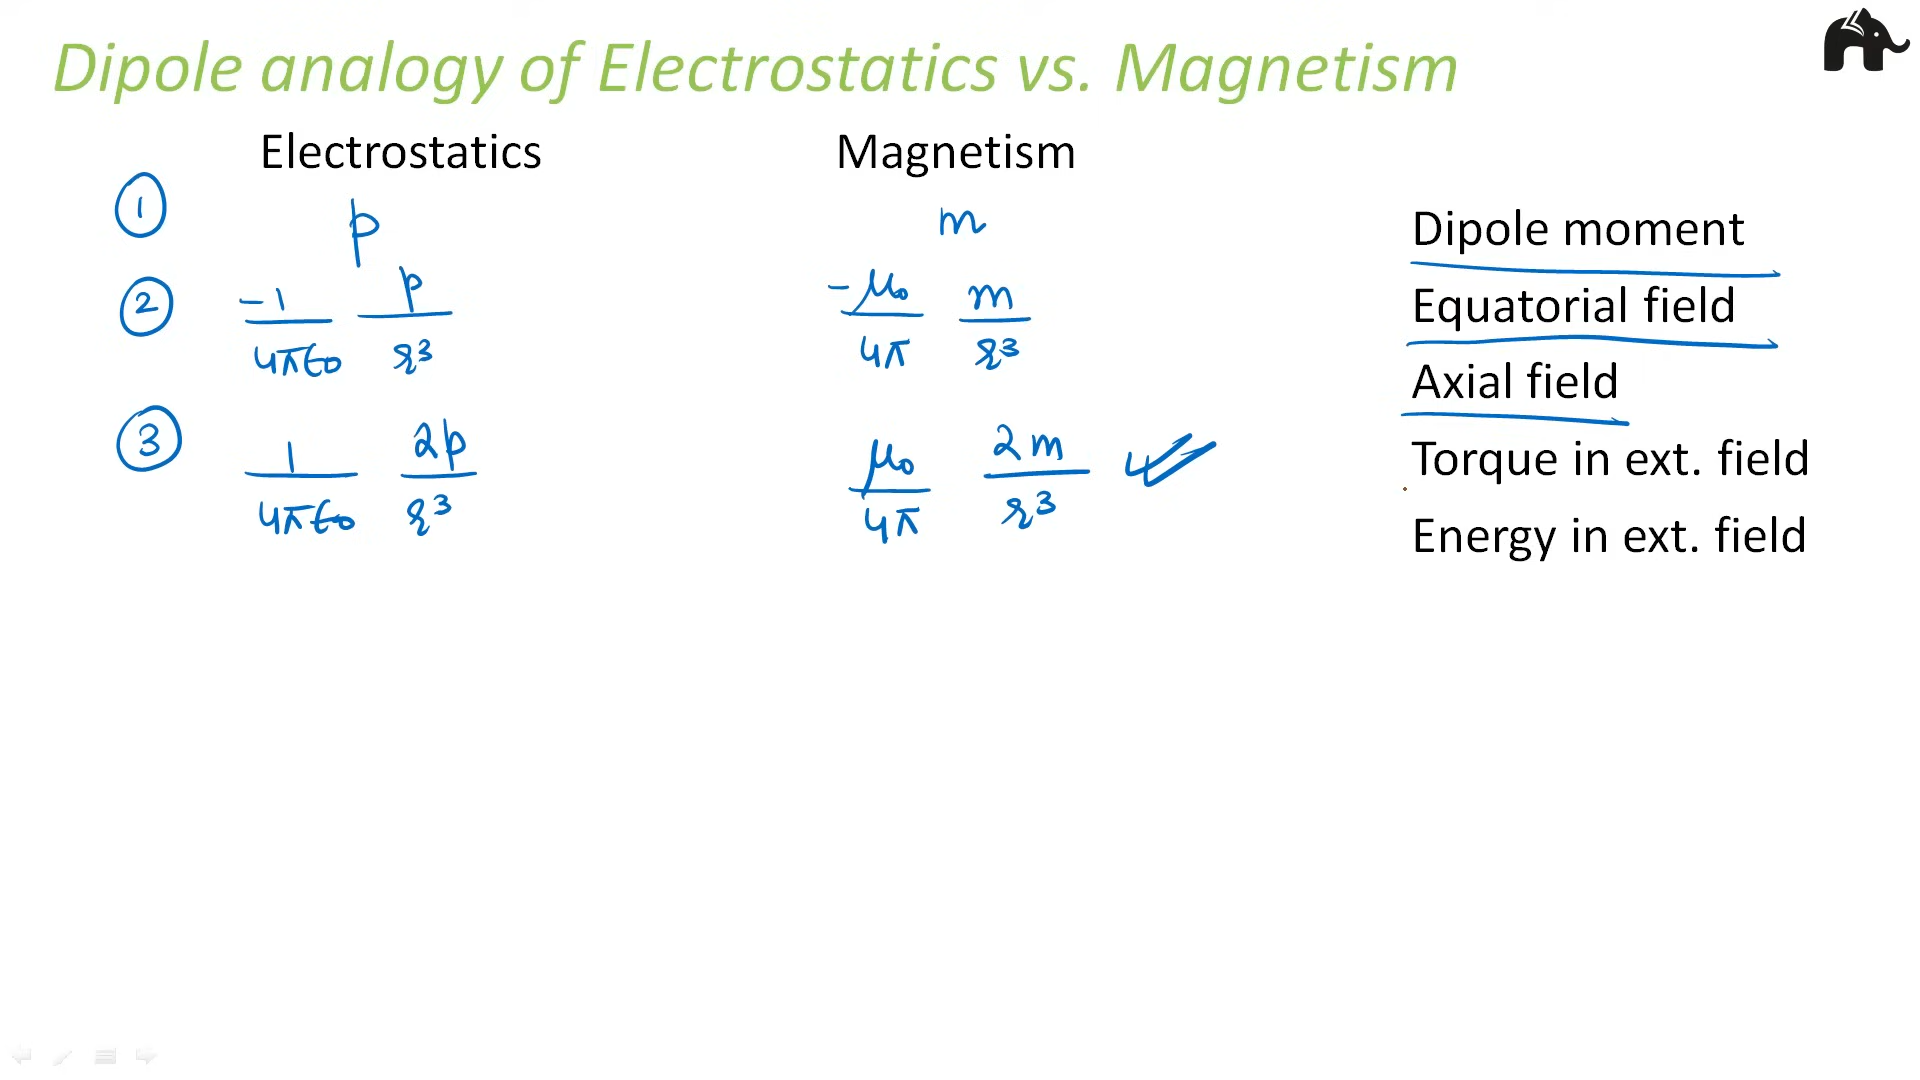 Dipole analogy of Electrostatics vs. Magnetism
Electrostatics Magnetism
① p m
② -1/4πε₀ p/r³ -μ₀/4π m/r³
③ 1/4πε₀ 2p/r³ μ₀/4π 2m/r³
Dipole moment
Equatorial field
Axial field
Torque in ext. field
Energy in ext. field